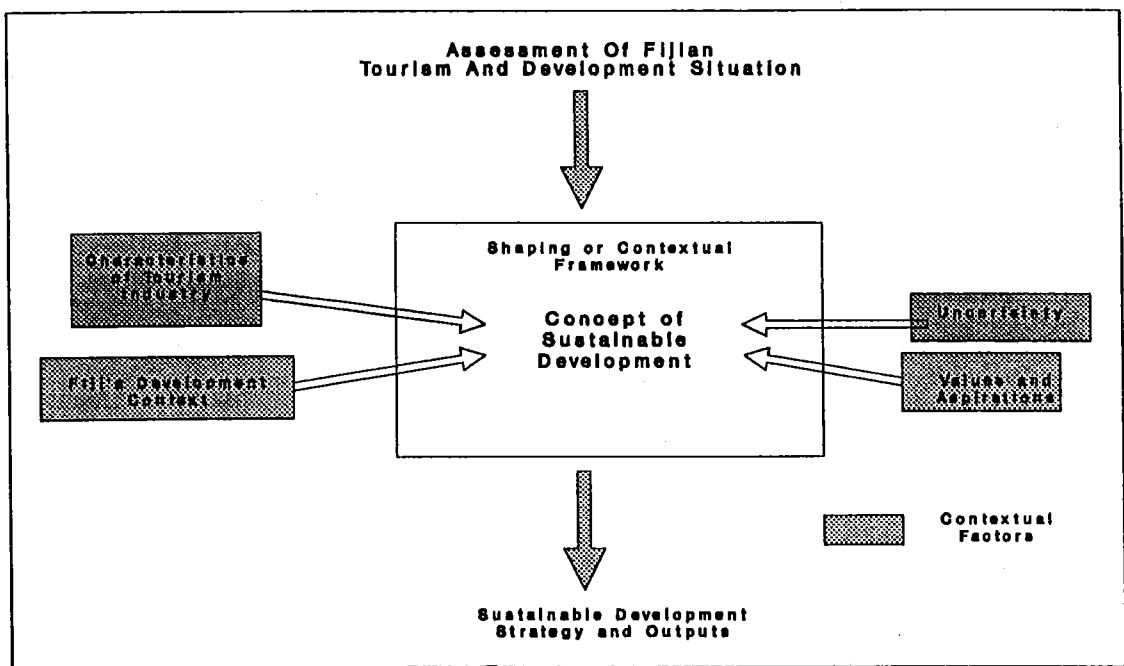 Assessment Of Fijian
Tourism And Development Situation
Shaping or Contextual
Framework
Characteristics
of Tourism
Industry
Concept of
Sustainable
Development
Uncertainty
Fiji's Development
Context
Values and
Aspirations
Contextual
Factors
Sustainable Development
Strategy and Outputs